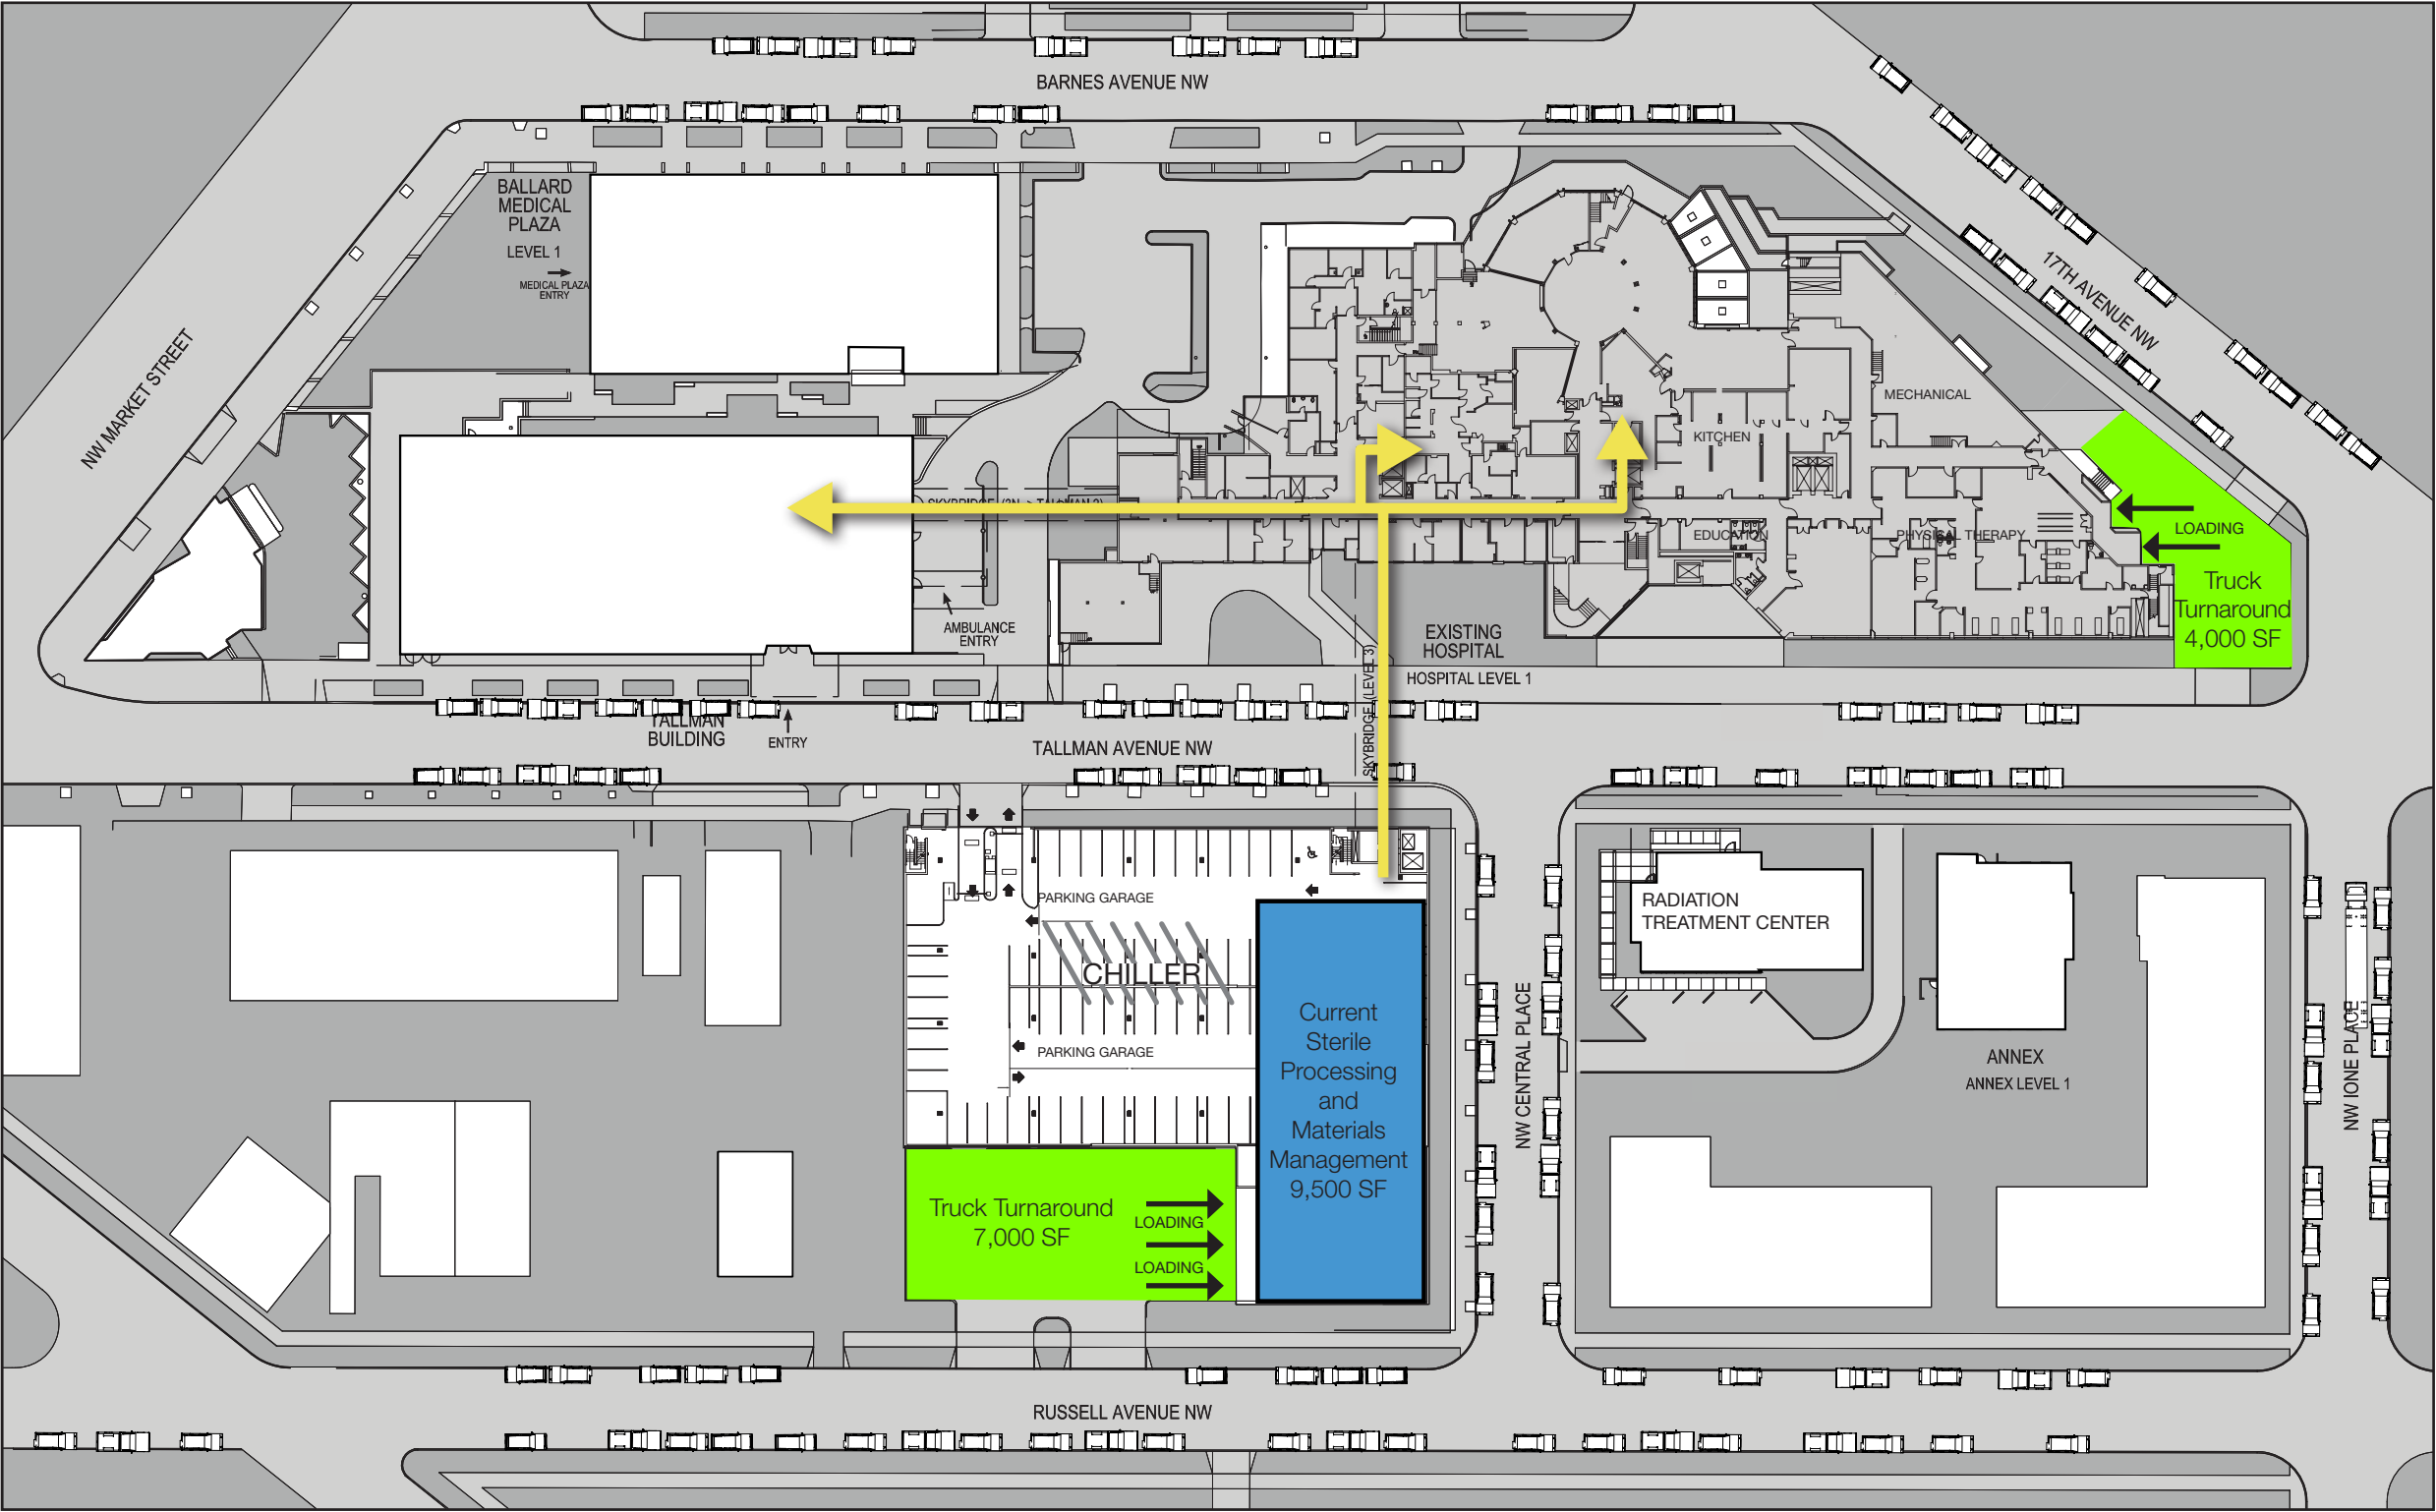 BARNES AVENUE NW
BALLARD
MEDICAL
PLAZA
LEVEL 1
MEDICAL PLAZA
ENTRY
17TH AVENUE NW
NW MARKET STREET
MECHANICAL
KITCHEN
SKYBRIDGE (2N -> TALLMAN 2)
EDUCATION
PHYSICAL THERAPY
LOADING
Truck
Turnaround
4,000 SF
AMBULANCE
ENTRY
EXISTING
HOSPITAL
HOSPITAL LEVEL 1
SKYBRIDGE (LEVEL 3)
TALLMAN
BUILDING
ENTRY
TALLMAN AVENUE NW
PARKING GARAGE
CHILLER
PARKING GARAGE
RADIATION
TREATMENT CENTER
Current
Sterile
Processing
and
Materials
Management
9,500 SF
NW CENTRAL PLACE
ANNEX
ANNEX LEVEL 1
NW IONE PLACE
Truck Turnaround
7,000 SF
LOADING
LOADING
RUSSELL AVENUE NW